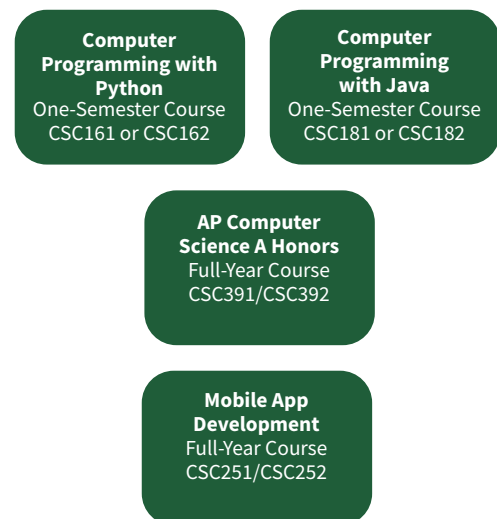 Computer
Programming with
Python
One-Semester Course
CSC161 or CSC162
Computer
Programming
with Java
One-Semester Course
CSC181 or CSC182
AP Computer
Science A Honors
Full-Year Course
CSC391/CSC392
Mobile App
Development
Full-Year Course
CSC251/CSC252